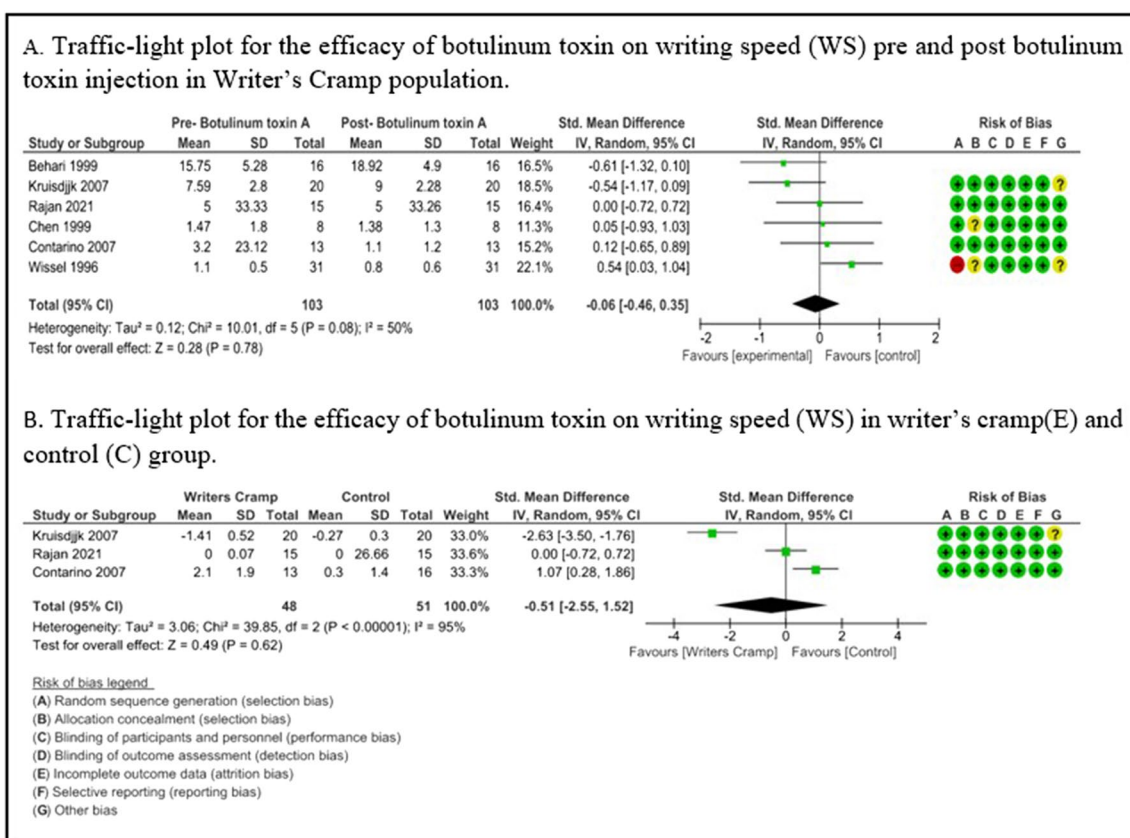 A. Traffic-light plot for the efficacy of botulinum toxin on writing speed (WS) pre and post botulinum
toxin injection in Writer's Cramp population.
Pre- Botulinum toxin A Post- Botulinum toxin A Std. Mean Difference Std. Mean Difference Risk of Bias
Study or Subgroup Mean SD Total Mean SD Total Weight IV, Random, 95% CI IV, Random, 95% CI A B C D E F G
Behari 1999 15.75 5.28 16 18.92 4.9 16 16.5% -0.61 [-1.32, 0.10]
Kruisdjjk 2007 7.59 2.8 20 9 2.28 20 18.5% -0.54 [-1.17, 0.09] + + + + + + ?
Rajan 2021 5 33.33 15 5 33.26 15 16.4% 0.00 [-0.72, 0.72] + + + + + + +
Chen 1999 1.47 1.8 8 1.38 1.3 8 11.3% 0.05 [-0.93, 1.03] + ? + + + + +
Contarino 2007 3.2 23.12 13 1.1 1.2 13 15.2% 0.12 [-0.65, 0.89] + + + + + + +
Wissel 1996 1.1 0.5 31 0.8 0.6 31 22.1% 0.54 [0.03, 1.04] - ? + + + + ?
Total (95% CI) 103 103 100.0% -0.06 [-0.46, 0.35]
Heterogeneity: Tau² = 0.12; Chi² = 10.01, df = 5 (P = 0.08); I² = 50%
Test for overall effect: Z = 0.28 (P = 0.78)
-2 -1 0 1 2
Favours [experimental] Favours [control]
B. Traffic-light plot for the efficacy of botulinum toxin on writing speed (WS) in writer's cramp(E) and
control (C) group.
Writers Cramp Control Std. Mean Difference Std. Mean Difference Risk of Bias
Study or Subgroup Mean SD Total Mean SD Total Weight IV, Random, 95% CI IV, Random, 95% CI A B C D E F G
Kruisdjjk 2007 -1.41 0.52 20 -0.27 0.3 20 33.0% -2.63 [-3.50, -1.76] + + + + + + ?
Rajan 2021 0 0.07 15 0 26.66 15 33.6% 0.00 [-0.72, 0.72] + + + + + + +
Contarino 2007 2.1 1.9 13 0.3 1.4 16 33.3% 1.07 [0.28, 1.86] + + + + + + +
Total (95% CI) 48 51 100.0% -0.51 [-2.55, 1.52]
Heterogeneity: Tau² = 3.06; Chi² = 39.85, df = 2 (P < 0.00001); I² = 95%
Test for overall effect: Z = 0.49 (P = 0.62)
-4 -2 0 2 4
Favours [Writers Cramp] Favours [Control]
Risk of bias legend
(A) Random sequence generation (selection bias)
(B) Allocation concealment (selection bias)
(C) Blinding of participants and personnel (performance bias)
(D) Blinding of outcome assessment (detection bias)
(E) Incomplete outcome data (attrition bias)
(F) Selective reporting (reporting bias)
(G) Other bias